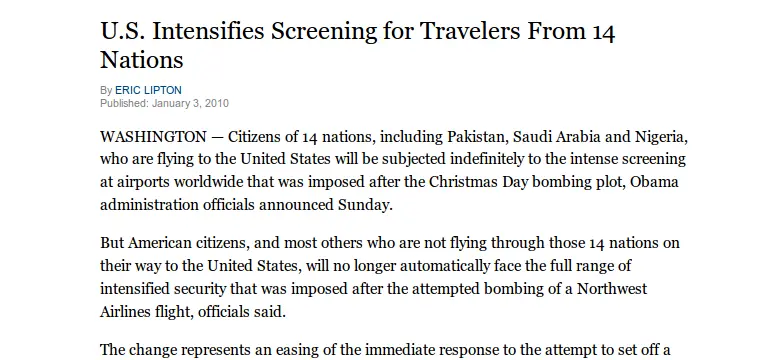 U.S. Intensifies Screening for Travelers From 14
Nations
By ERIC LIPTON
Published: January 3, 2010
WASHINGTON — Citizens of 14 nations, including Pakistan, Saudi Arabia and Nigeria,
who are flying to the United States will be subjected indefinitely to the intense screening
at airports worldwide that was imposed after the Christmas Day bombing plot, Obama
administration officials announced Sunday.
But American citizens, and most others who are not flying through those 14 nations on
their way to the United States, will no longer automatically face the full range of
intensified security that was imposed after the attempted bombing of a Northwest
Airlines flight, officials said.
The change represents an easing of the immediate response to the attempt to set off a